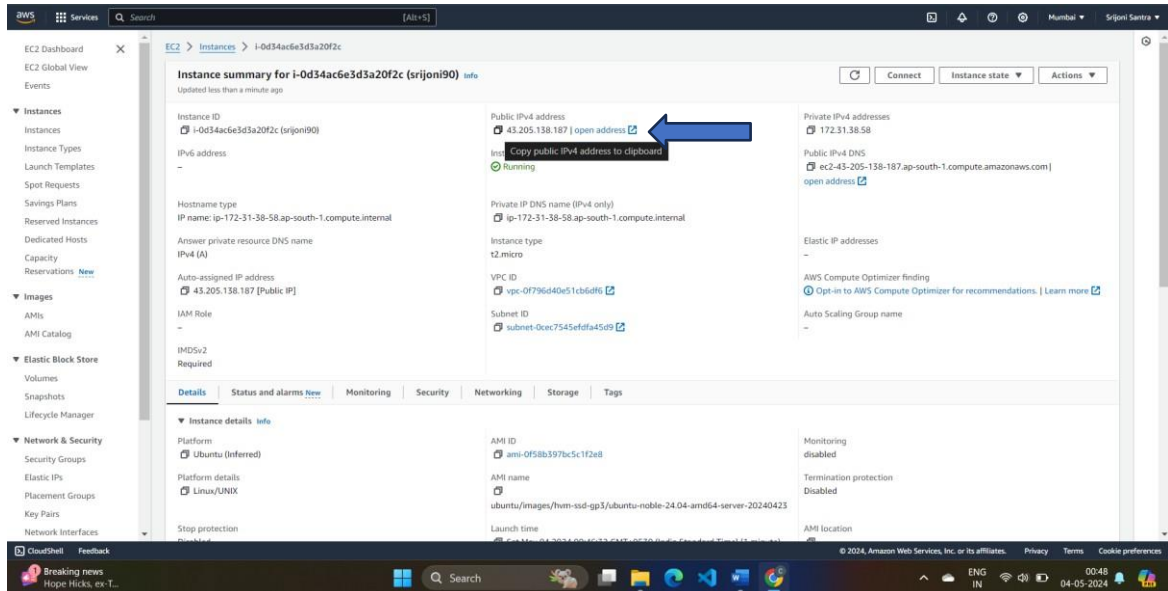 aws Services Search [Alt+S] Mumbai Srijoni Santra
EC2 Dashboard
EC2 Global View
Events
Instances
Instances
Instance Types
Launch Templates
Spot Requests
Savings Plans
Reserved Instances
Dedicated Hosts
Capacity
Reservations New
Images
AMIs
AMI Catalog
Elastic Block Store
Volumes
Snapshots
Lifecycle Manager
Network & Security
Security Groups
Elastic IPs
Placement Groups
Key Pairs
Network Interfaces
EC2 > Instances > i-0d34ac6e3d3a20f2c
Instance summary for i-0d34ac6e3d3a20f2c (srijoni90) Info
Updated less than a minute ago
Connect Instance state Actions
Instance ID
i-0d34ac6e3d3a20f2c (srijoni90)
Public IPv4 address
43.205.138.187 | open address
Copy public IPv4 address to clipboard
Private IPv4 addresses
172.31.38.58
IPv6 address
–
Inst
Running
Public IPv4 DNS
ec2-43-205-138-187.ap-south-1.compute.amazonaws.com |
open address
Hostname type
IP name: ip-172-31-38-58.ap-south-1.compute.internal
Private IP DNS name (IPv4 only)
ip-172-31-38-58.ap-south-1.compute.internal
Answer private resource DNS name
IPv4 (A)
Instance type
t2.micro
Elastic IP addresses
–
Auto-assigned IP address
43.205.138.187 [Public IP]
VPC ID
vpc-0f796d40e51cb6df6
AWS Compute Optimizer finding
Opt-in to AWS Compute Optimizer for recommendations. | Learn more
IAM Role
–
Subnet ID
subnet-0cec7545efdfa45d9
Auto Scaling Group name
–
IMDSv2
Required
Details Status and alarms New Monitoring Security Networking Storage Tags
Instance details Info
Platform
Ubuntu (Inferred)
AMI ID
ami-0f58b397bc5c1f2e8
Monitoring
disabled
Platform details
Linux/UNIX
AMI name
ubuntu/images/hvm-ssd-gp3/ubuntu-noble-24.04-amd64-server-20240423
Termination protection
Disabled
Stop protection
Launch time
AMI location
CloudShell Feedback © 2024, Amazon Web Services, Inc. or its affiliates. Privacy Terms Cookie preferences
Breaking news
Hope Hicks, ex-T...
Search
ENG
IN
00:48
04-05-2024